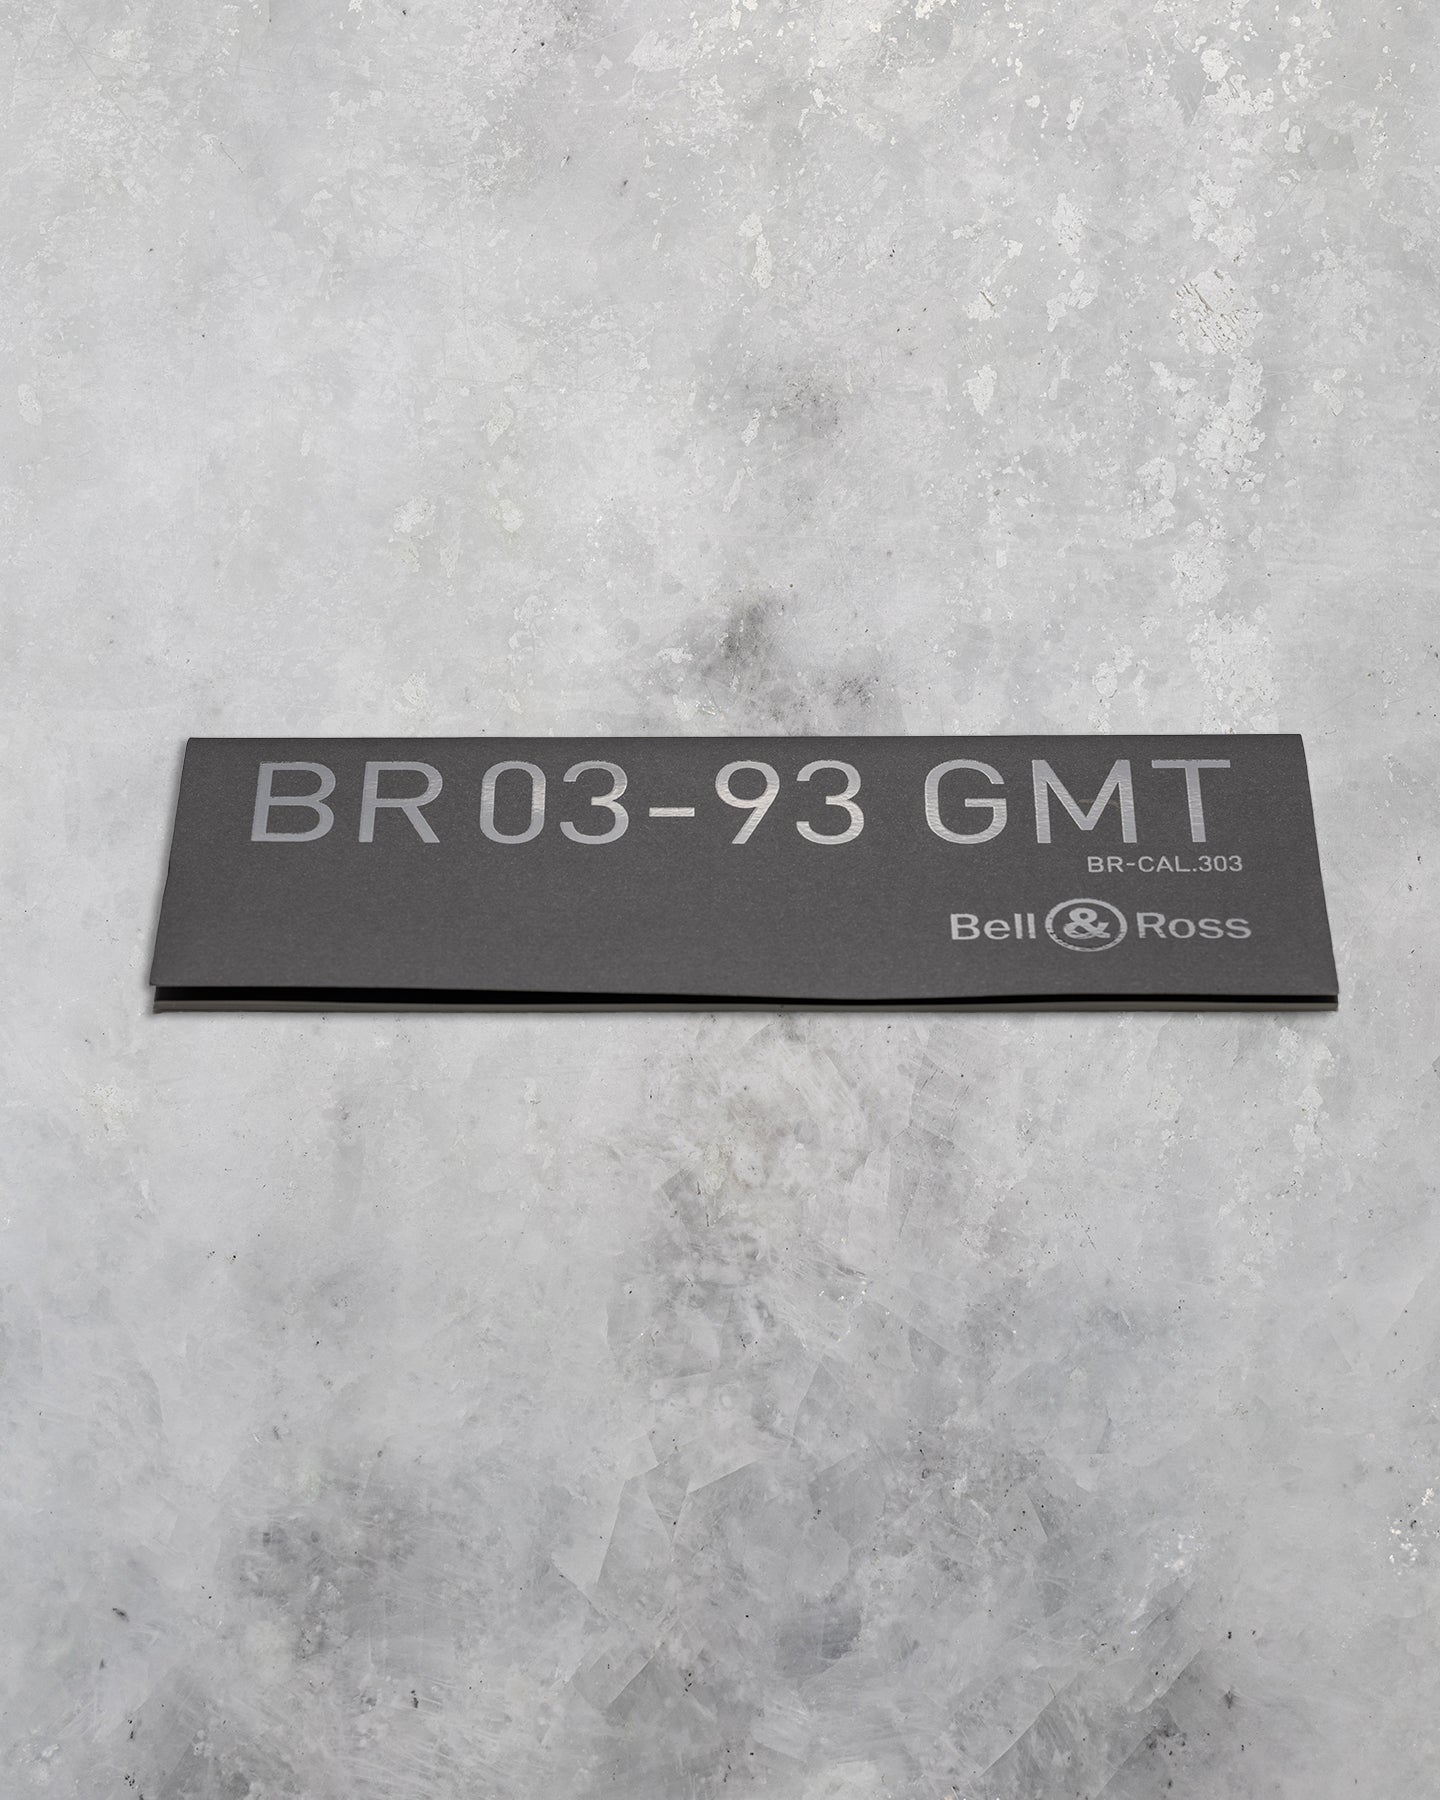 BR 03-93 GMT
BR-CAL.303
Bell & Ross